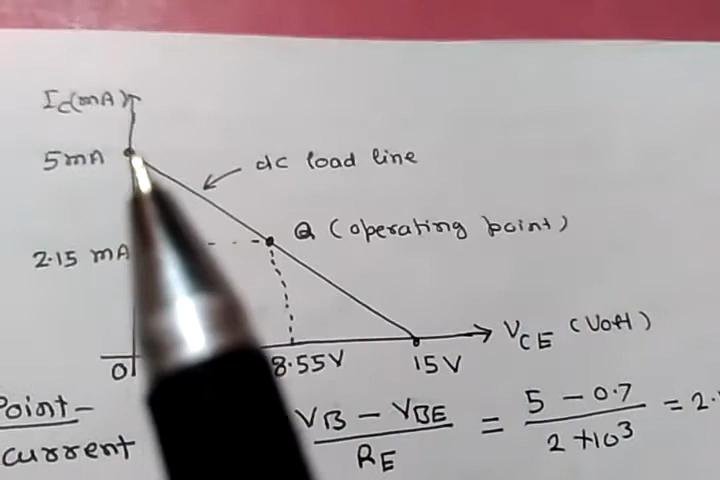 Ic(mA)
5mA
dc load line
Q (operating point)
2.15 mA
VCE (Volt)
0
8.55V
15V
Point-
current
VB - VBE / RE = 5 - 0.7 / 2 × 10³ = 2.